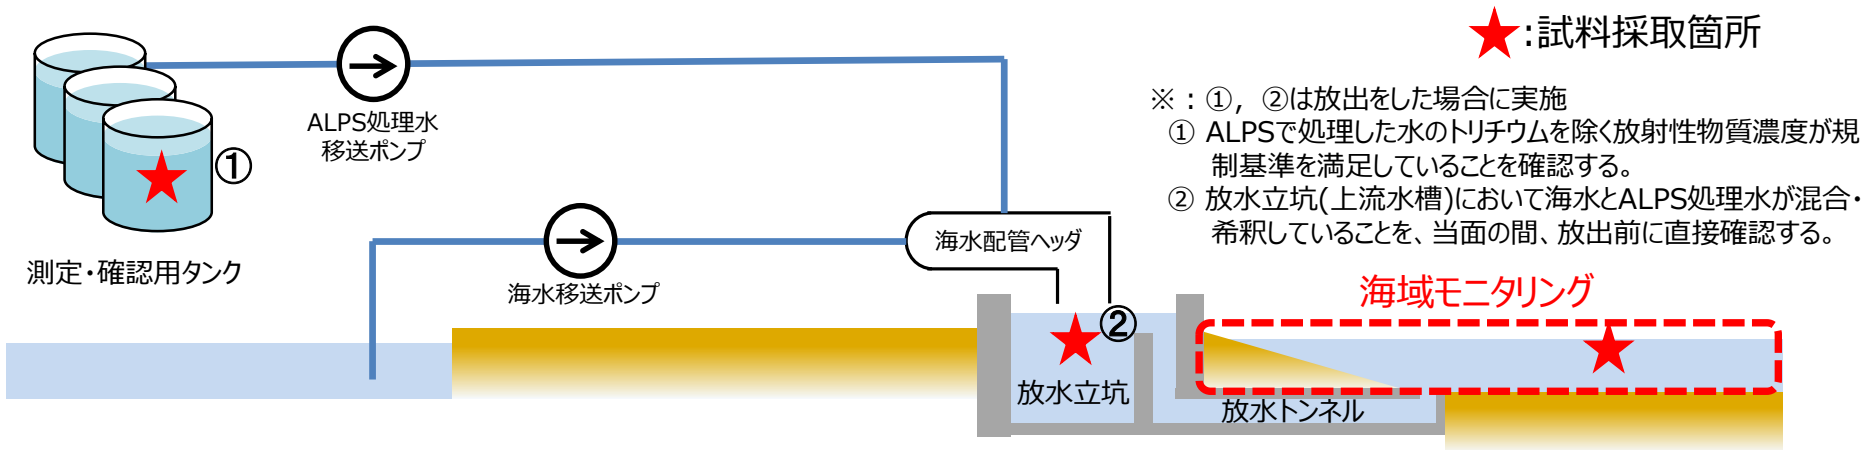 ★:試料採取箇所
※：①，②は放出をした場合に実施
① ALPSで処理した水のトリチウムを除く放射性物質濃度が規
制基準を満足していることを確認する。
② 放水立坑(上流水槽)において海水とALPS処理水が混合・
希釈していることを、当面の間、放出前に直接確認する。
ALPS処理水
移送ポンプ
①
測定・確認用タンク
海水移送ポンプ
海水配管ヘッダ
海域モニタリング
②
放水立坑
放水トンネル